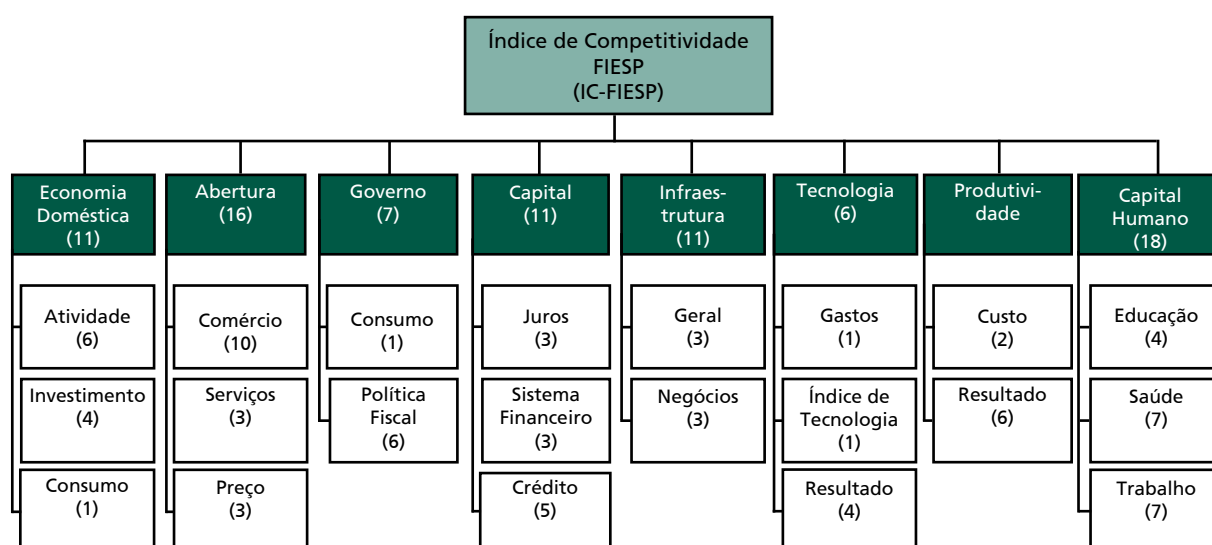 Índice de Competitividade
FIESP
(IC-FIESP)
Economia
Doméstica
(11)
Abertura
(16)
Governo
(7)
Capital
(11)
Infraes-
trutura
(11)
Tecnologia
(6)
Produtivi-
dade
Capital
Humano
(18)
Atividade
(6)
Comércio
(10)
Consumo
(1)
Juros
(3)
Geral
(3)
Gastos
(1)
Custo
(2)
Educação
(4)
Investimento
(4)
Serviços
(3)
Política
Fiscal
(6)
Sistema
Financeiro
(3)
Negócios
(3)
Índice de
Tecnologia
(1)
Resultado
(6)
Saúde
(7)
Consumo
(1)
Preço
(3)
Crédito
(5)
Resultado
(4)
Trabalho
(7)